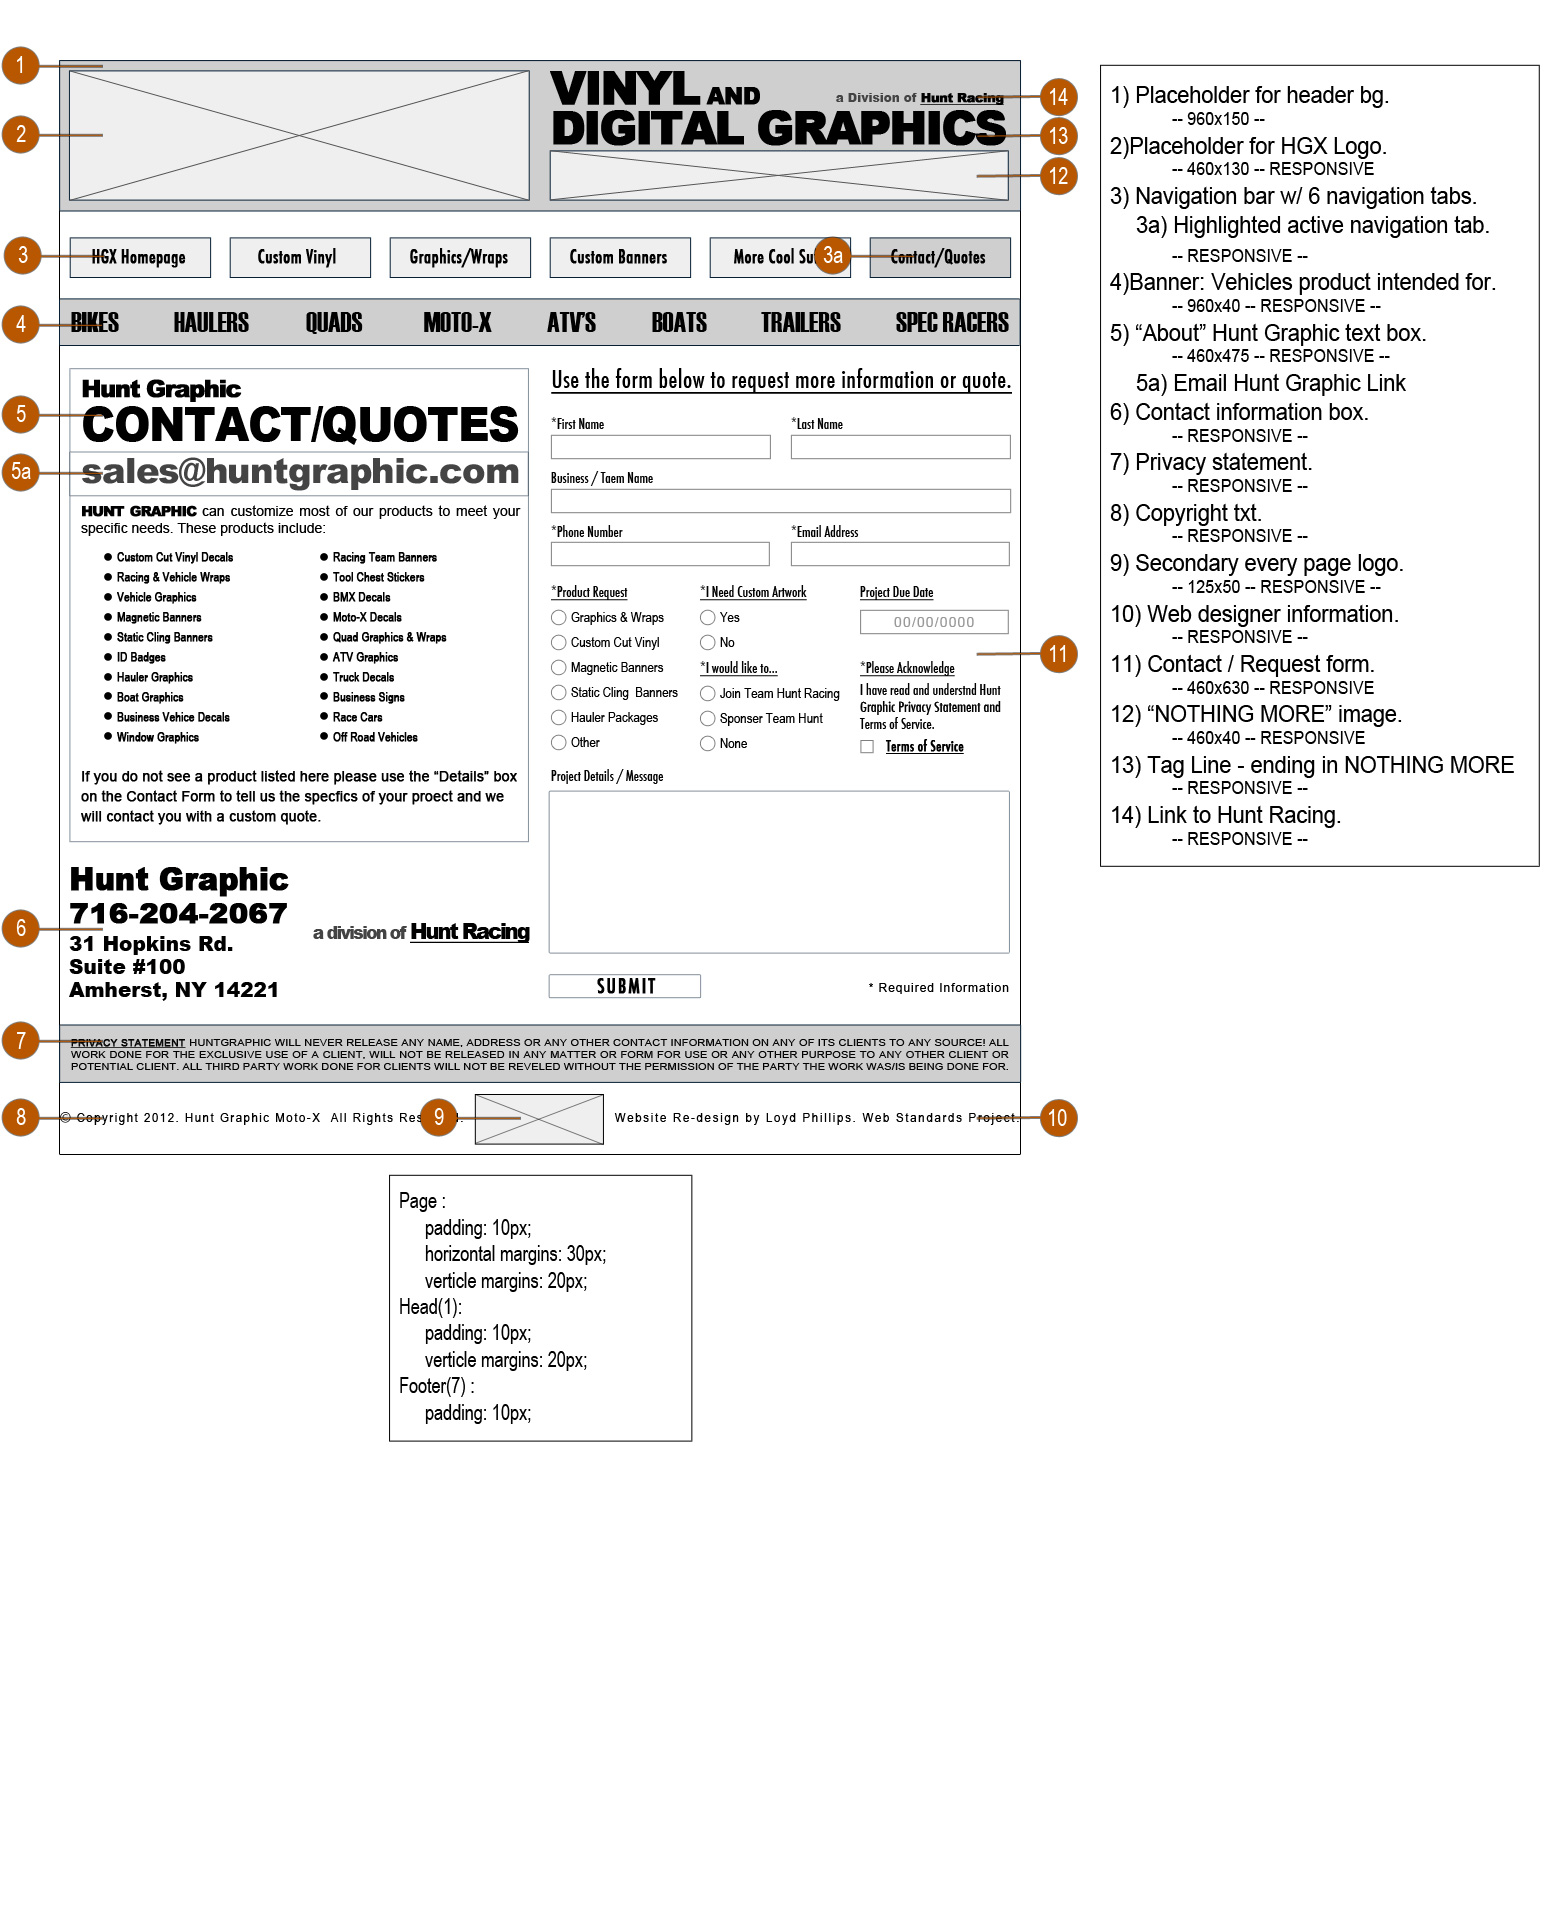 1
2
VINYL AND
a Division of Hunt Racing
14
DIGITAL GRAPHICS
13
12
3
HGX Homepage
Custom Vinyl
Graphics/Wraps
Custom Banners
More Cool
3a
Contact/Quotes
4
BIKES
HAULERS
QUADS
MOTO-X
ATV'S
BOATS
TRAILERS
SPEC RACERS
5
Hunt Graphic
CONTACT/QUOTES
5a
sales@huntgraphic.com
HUNT GRAPHIC can customize most of our products to meet your
specific needs. These products include:
● Custom Cut Vinyl Decals
● Racing & Vehicle Wraps
● Vehicle Graphics
● Magnetic Banners
● Static Cling Banners
● ID Badges
● Hauler Graphics
● Boat Graphics
● Business Vehice Decals
● Window Graphics
● Racing Team Banners
● Tool Chest Stickers
● BMX Decals
● Moto-X Decals
● Quad Graphics & Wraps
● ATV Graphics
● Truck Decals
● Business Signs
● Race Cars
● Off Road Vehicles
If you do not see a product listed here please use the “Details” box
on the Contact Form to tell us the specfics of your proect and we
will contact you with a custom quote.
6
Hunt Graphic
716-204-2067
31 Hopkins Rd.
Suite #100
Amherst, NY 14221
a division of Hunt Racing
Use the form below to request more information or quote.
*First Name
*Last Name
Business / Taem Name
*Phone Number
*Email Address
*Product Request
Graphics & Wraps
Custom Cut Vinyl
Magnetic Banners
Static Cling Banners
Hauler Packages
Other
*I Need Custom Artwork
Yes
No
*I would like to...
Join Team Hunt Racing
Sponser Team Hunt
None
Project Due Date
00/00/0000
11
*Please Acknowledge
I have read and understnd Hunt
Graphic Privacy Statement and
Terms of Service.
Terms of Service
Project Details / Message
SUBMIT
* Required Information
7
PRIVACY STATEMENT HUNTGRAPHIC WILL NEVER RELEASE ANY NAME, ADDRESS OR ANY OTHER CONTACT INFORMATION ON ANY OF ITS CLIENTS TO ANY SOURCE! ALL
WORK DONE FOR THE EXCLUSIVE USE OF A CLIENT, WILL NOT BE RELEASED IN ANY MATTER OR FORM FOR USE OR ANY OTHER PURPOSE TO ANY OTHER CLIENT OR
POTENTIAL CLIENT. ALL THIRD PARTY WORK DONE FOR CLIENTS WILL NOT BE REVELED WITHOUT THE PERMISSION OF THE PARTY THE WORK WAS/IS BEING DONE FOR.
8
© Copyright 2012. Hunt Graphic Moto-X All Rights
9
Website Re-design by Loyd Phillips. Web Standards Project.
10
1) Placeholder for header bg.
-- 960x150 --
2)Placeholder for HGX Logo.
-- 460x130 -- RESPONSIVE
3) Navigation bar w/ 6 navigation tabs.
3a) Highlighted active navigation tab.
-- RESPONSIVE --
4)Banner: Vehicles product intended for.
-- 960x40 -- RESPONSIVE --
5) “About” Hunt Graphic text box.
-- 460x475 -- RESPONSIVE --
5a) Email Hunt Graphic Link
6) Contact information box.
-- RESPONSIVE --
7) Privacy statement.
-- RESPONSIVE --
8) Copyright txt.
-- RESPONSIVE --
9) Secondary every page logo.
-- 125x50 -- RESPONSIVE --
10) Web designer information.
-- RESPONSIVE --
11) Contact / Request form.
-- 460x630 -- RESPONSIVE
12) “NOTHING MORE” image.
-- 460x40 -- RESPONSIVE
13) Tag Line - ending in NOTHING MORE
-- RESPONSIVE --
14) Link to Hunt Racing.
-- RESPONSIVE --
Page :
padding: 10px;
horizontal margins: 30px;
verticle margins: 20px;
Head(1):
padding: 10px;
verticle margins: 20px;
Footer(7) :
padding: 10px;